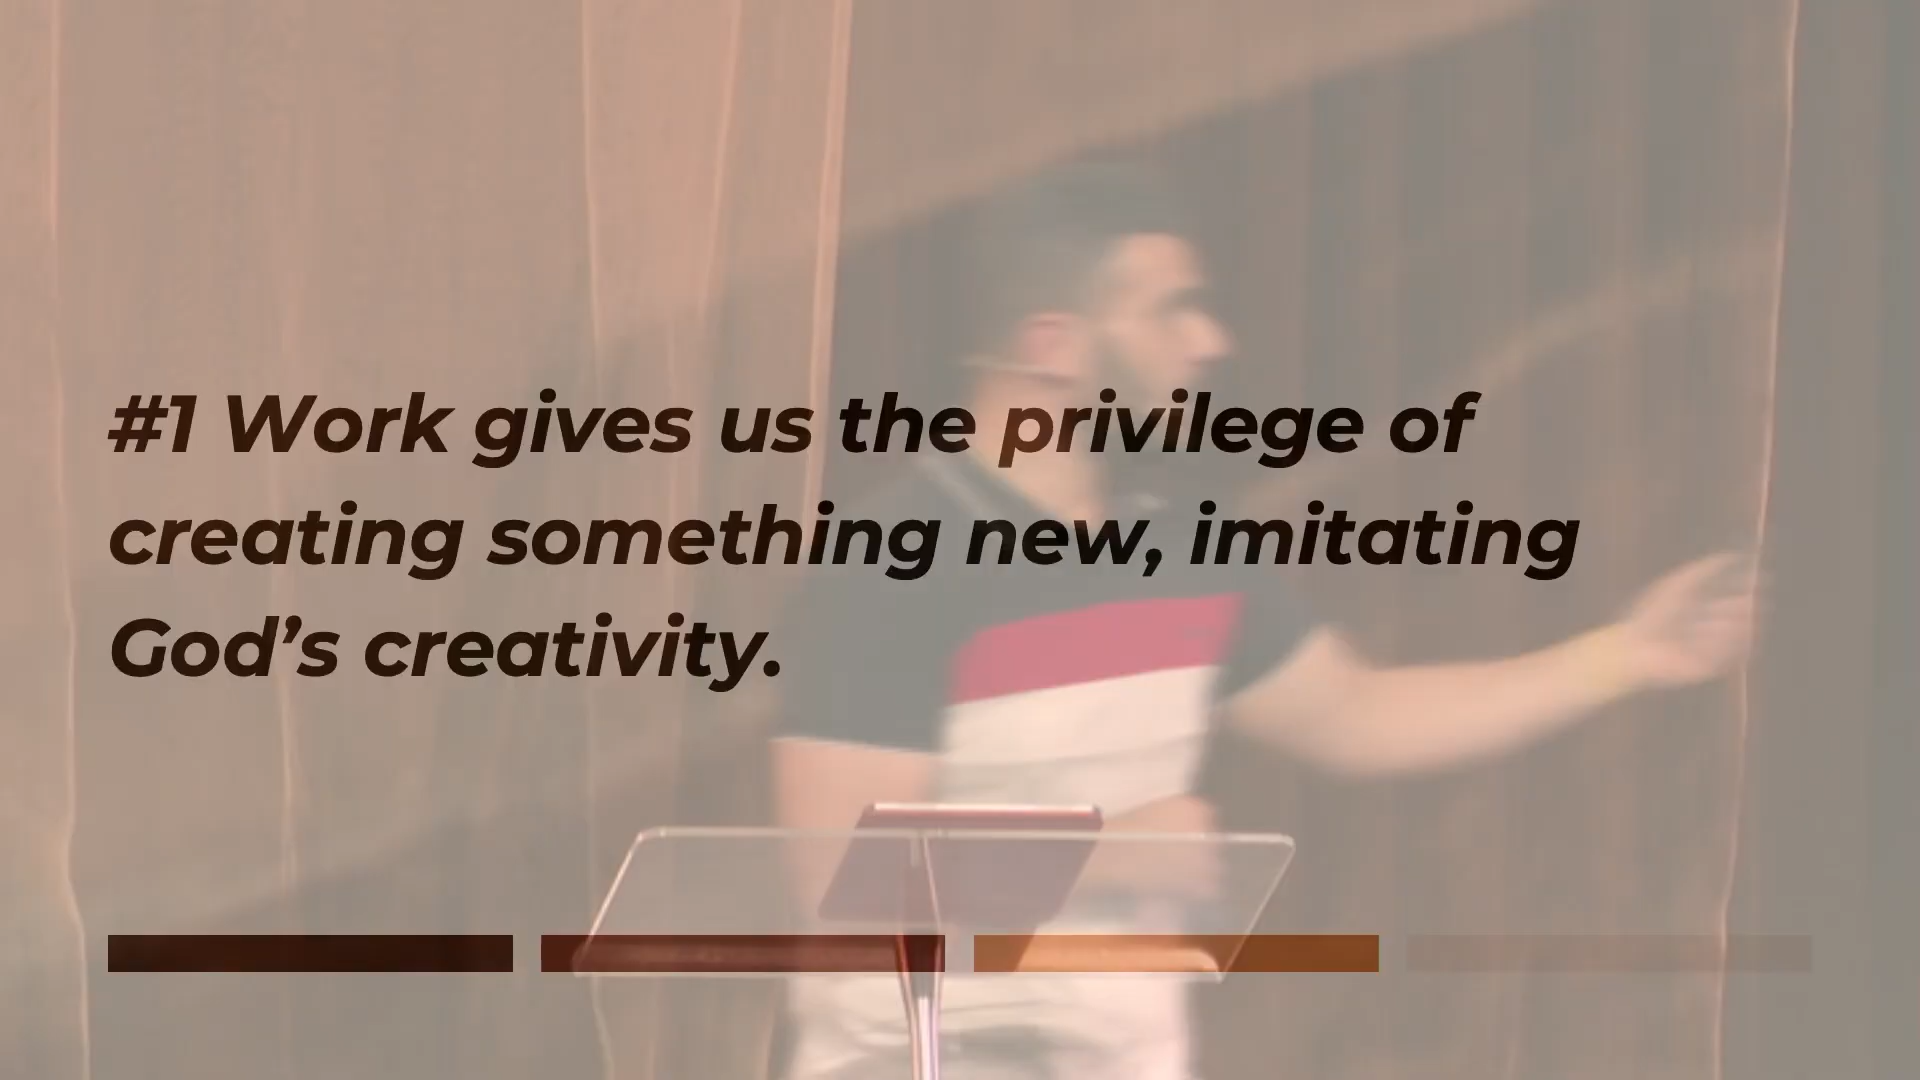 #1 Work gives us the privilege of
creating something new, imitating
God’s creativity.